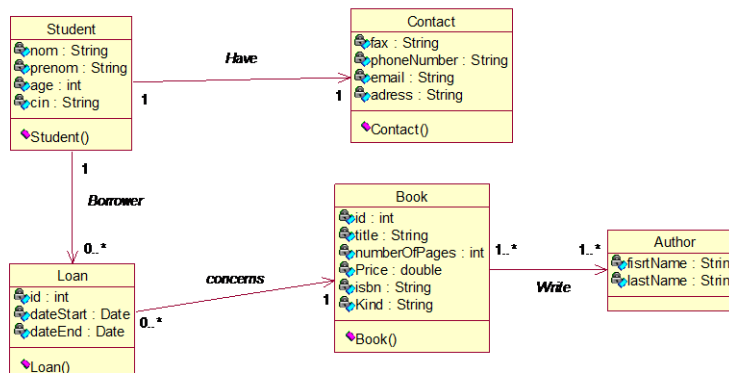 Student
nom : String
prenom : String
age : int
cin : String
Student()
Have
1
1
Contact
fax : String
phoneNumber : String
email : String
adress : String
Contact()
1
Borrower
0..*
Loan
id : int
dateStart : Date
dateEnd : Date
Loan()
0..*
concerns
1
Book
id : int
title : String
numberOfPages : int
Price : double
isbn : String
Kind : String
Book()
1..*
1..*
Write
Author
fisrtName : Strin
lastName : Strin